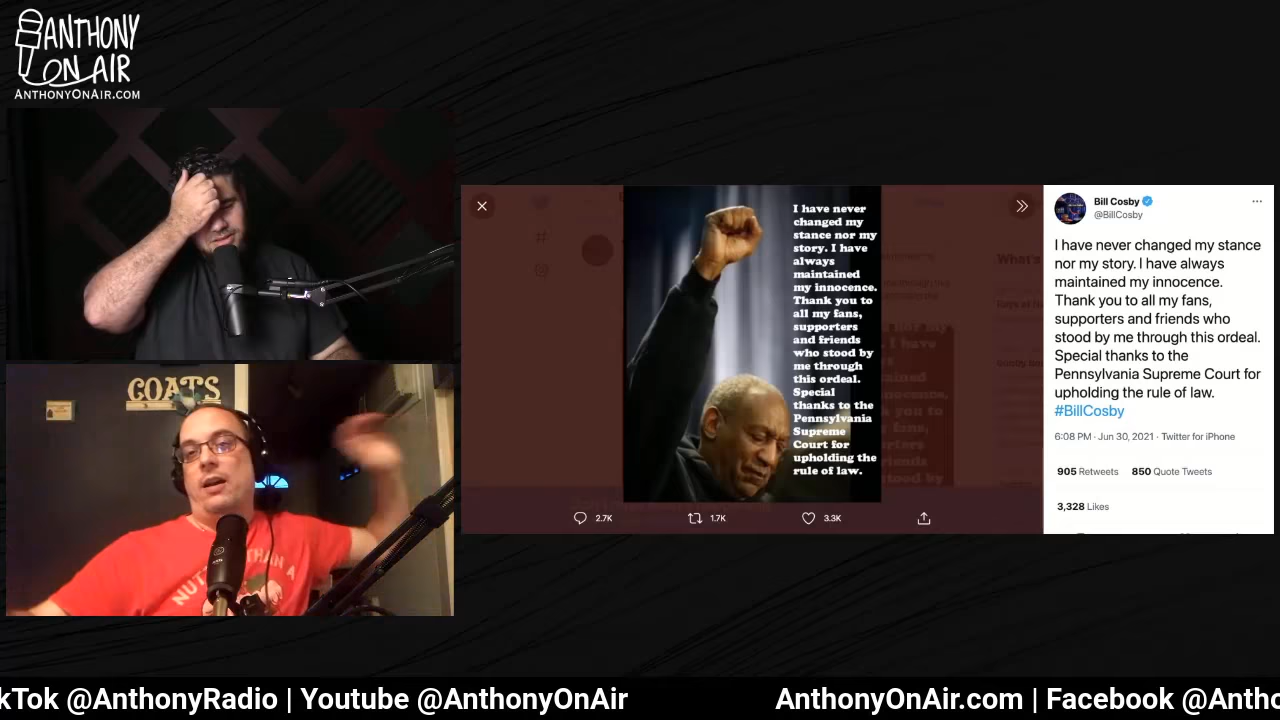 ANTHONY
ON AIR
ANTHONYONAIR.COM
COATS
NUT THAN A
I have never
changed my
stance nor my
story. I have
always
maintained
my innocence.
Thank you to
all my fans,
supporters
and friends
who stood by
me through
this ordeal.
Special
thanks to the
Pennsylvania
Supreme
Court for
upholding the
rule of law.
2.7K
1.7K
3.3K
Bill Cosby
@BillCosby
I have never changed my stance
nor my story. I have always
maintained my innocence.
Thank you to all my fans,
supporters and friends who
stood by me through this ordeal.
Special thanks to the
Pennsylvania Supreme Court for
upholding the rule of law.
#BillCosby
6:08 PM · Jun 30, 2021 · Twitter for iPhone
905 Retweets 850 Quote Tweets
3,328 Likes
kTok @AnthonyRadio | Youtube @AnthonyOnAir AnthonyOnAir.com | Facebook @Antho